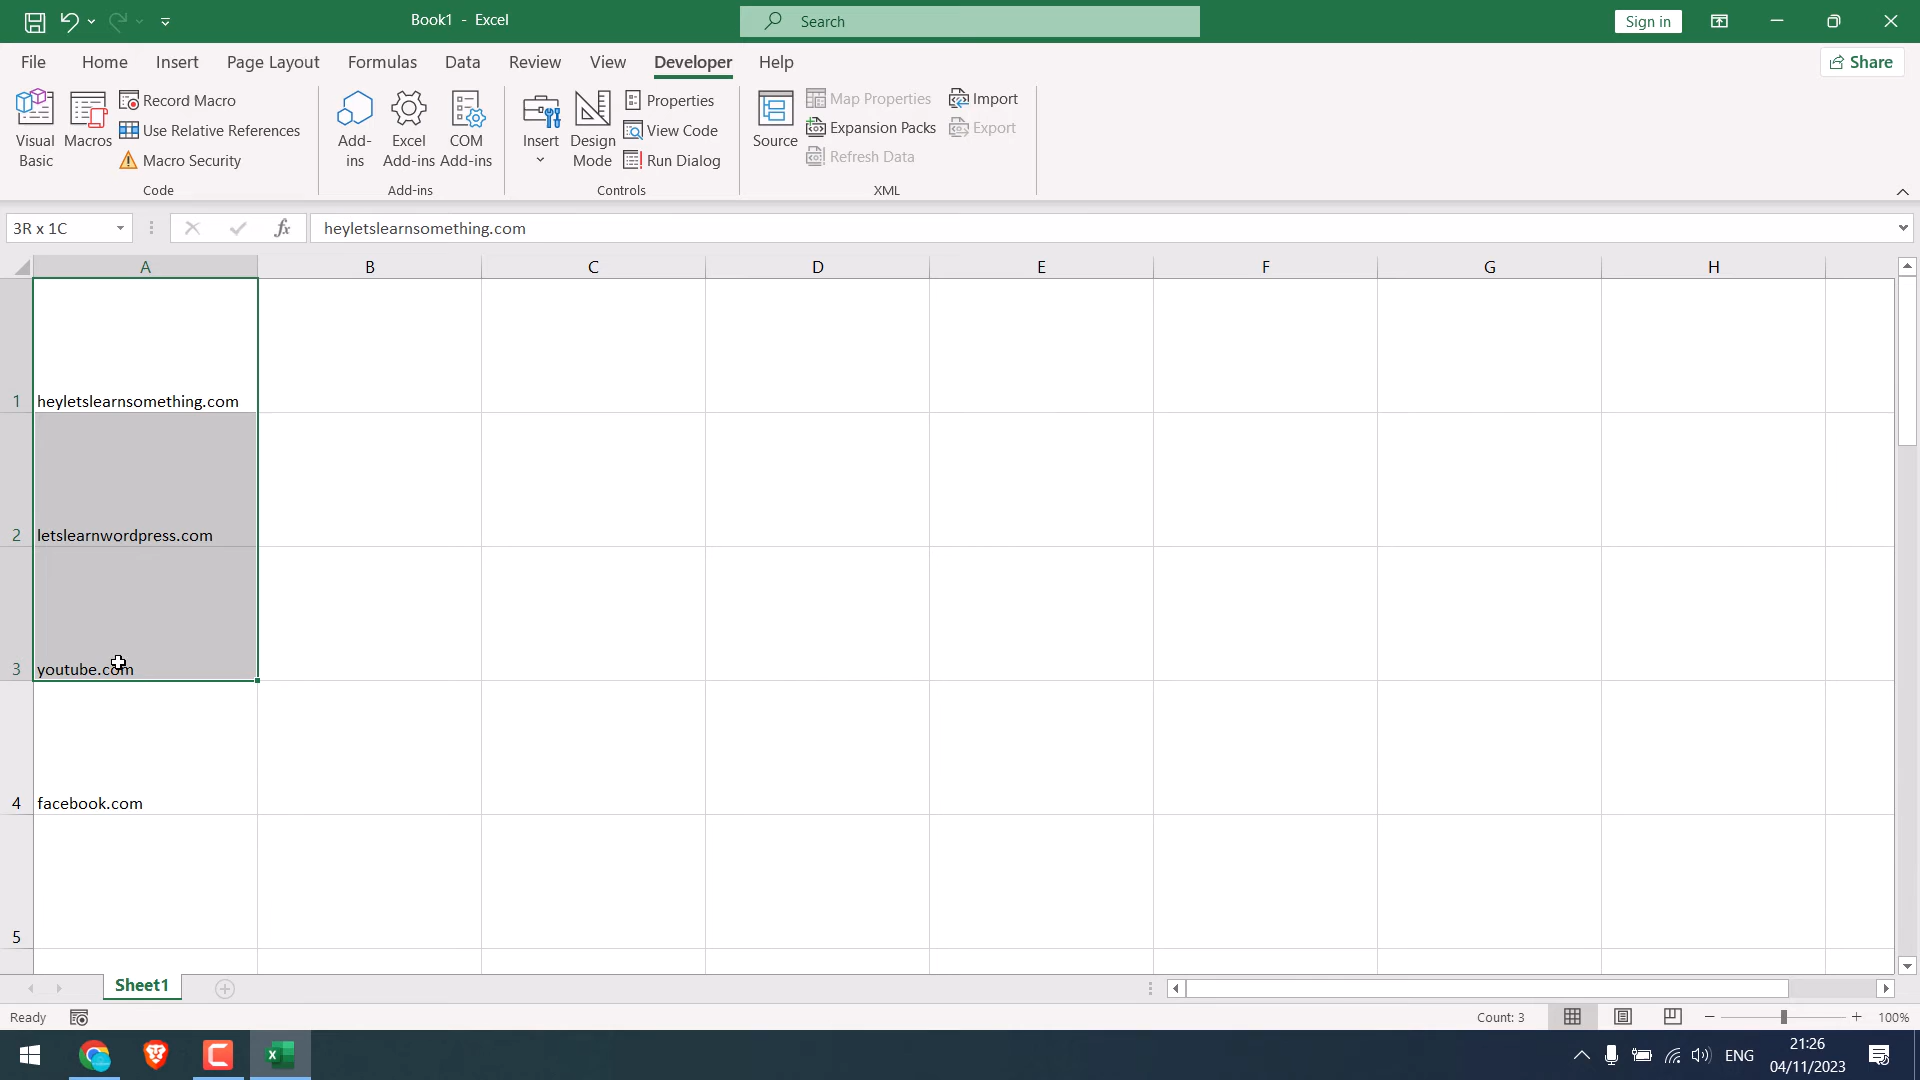 Book1 - Excel
Search
Sign in
File Home Insert Page Layout Formulas Data Review View Developer Help
Share
Visual Basic
Macros
Record Macro
Use Relative References
Macro Security
Code
Add-ins
Excel Add-ins
COM Add-ins
Add-ins
Insert
Design Mode
Properties
View Code
Run Dialog
Controls
Source
Map Properties
Expansion Packs
Refresh Data
Import
Export
XML
3R x 1C
fx
heyletslearnsomething.com
A B C D E F G H
1 heyletslearnsomething.com
2 letslearnwordpress.com
3 youtube.com
4 facebook.com
5
Sheet1
Ready
Count: 3
100%
ENG
21:26
04/11/2023